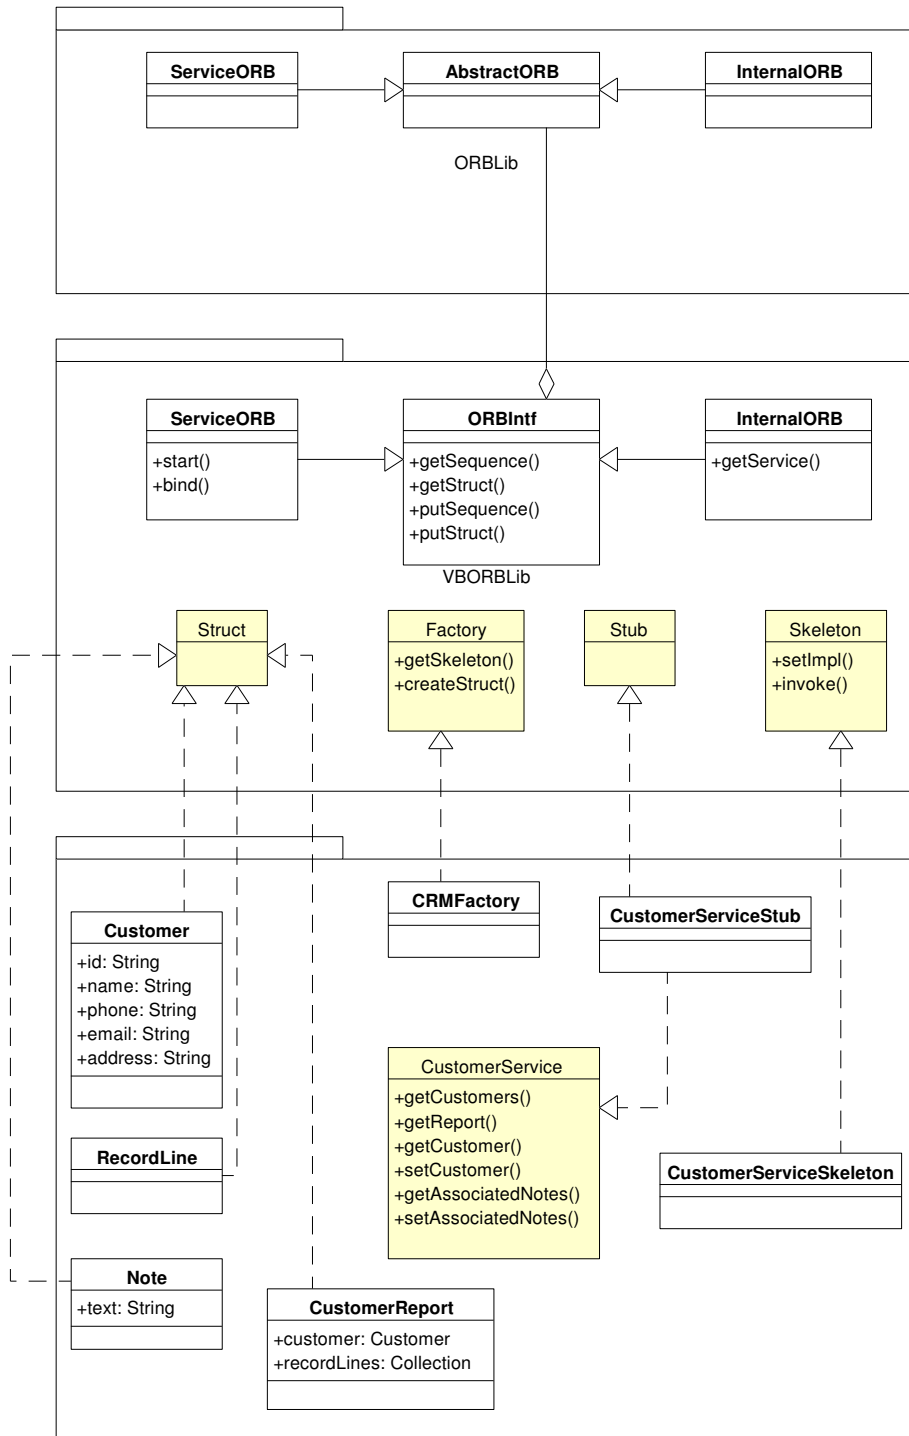 ServiceORB
AbstractORB
InternalORB
ORBLib
ServiceORB
+start()
+bind()
ORBIntf
+getSequence()
+getStruct()
+putSequence()
+putStruct()
InternalORB
+getService()
VBORBLib
Struct
Factory
+getSkeleton()
+createStruct()
Stub
Skeleton
+setImpl()
+invoke()
Customer
+id: String
+name: String
+phone: String
+email: String
+address: String
CRMFactory
CustomerServiceStub
CustomerService
+getCustomers()
+getReport()
+getCustomer()
+setCustomer()
+getAssociatedNotes()
+setAssociatedNotes()
RecordLine
CustomerServiceSkeleton
Note
+text: String
CustomerReport
+customer: Customer
+recordLines: Collection